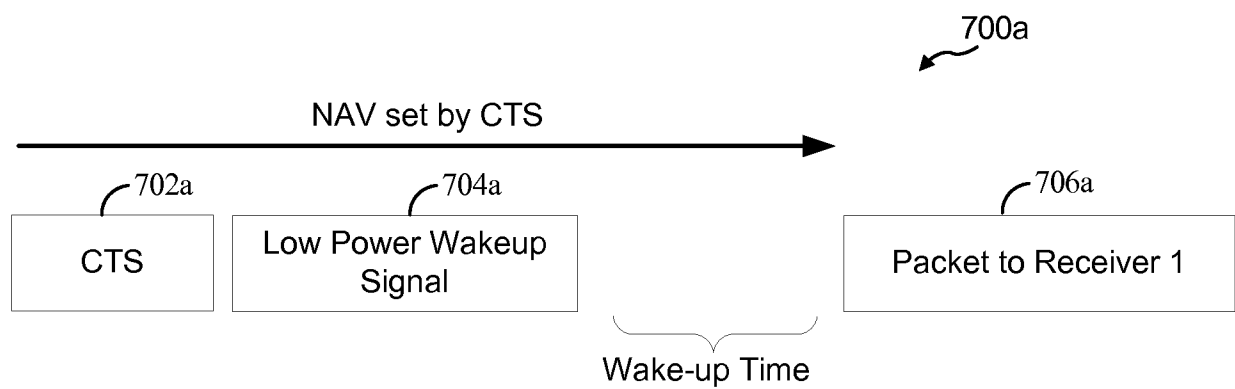 700a
NAV set by CTS
702a
704a
706a
CTS
Low Power Wakeup
Signal
Packet to Receiver 1
Wake-up Time